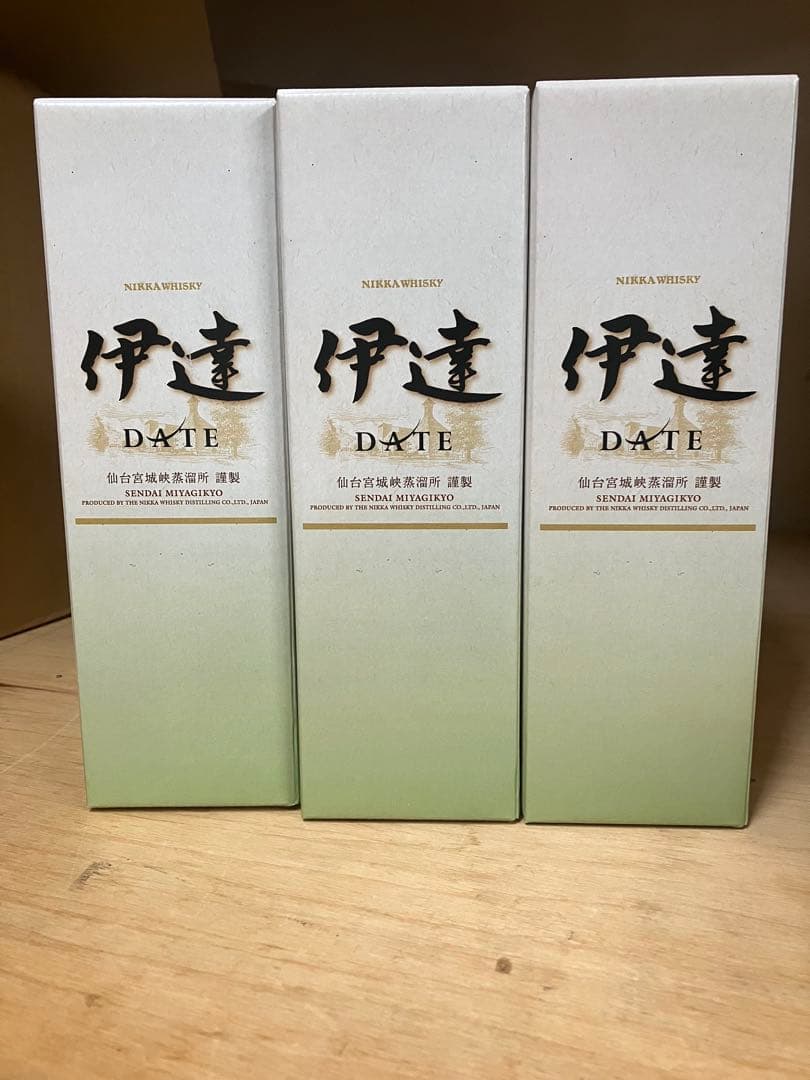 NIKKA WHISKY
伊達
DATE
仙台宮城峡蒸溜所 謹製
SENDAI MIYAGIKYO
PRODUCED BY THE NIKKA WHISKY DISTILLING CO.,LTD., JAPAN
NIKKA WHISKY
伊達
DATE
仙台宮城峡蒸溜所 謹製
SENDAI MIYAGIKYO
PRODUCED BY THE NIKKA WHISKY DISTILLING CO.,LTD., JAPAN
NIKKA WHISKY
伊達
DATE
仙台宮城峡蒸溜所 謹製
SENDAI MIYAGIKYO
PRODUCED BY THE NIKKA WHISKY DISTILLING CO.,LTD., JAPAN